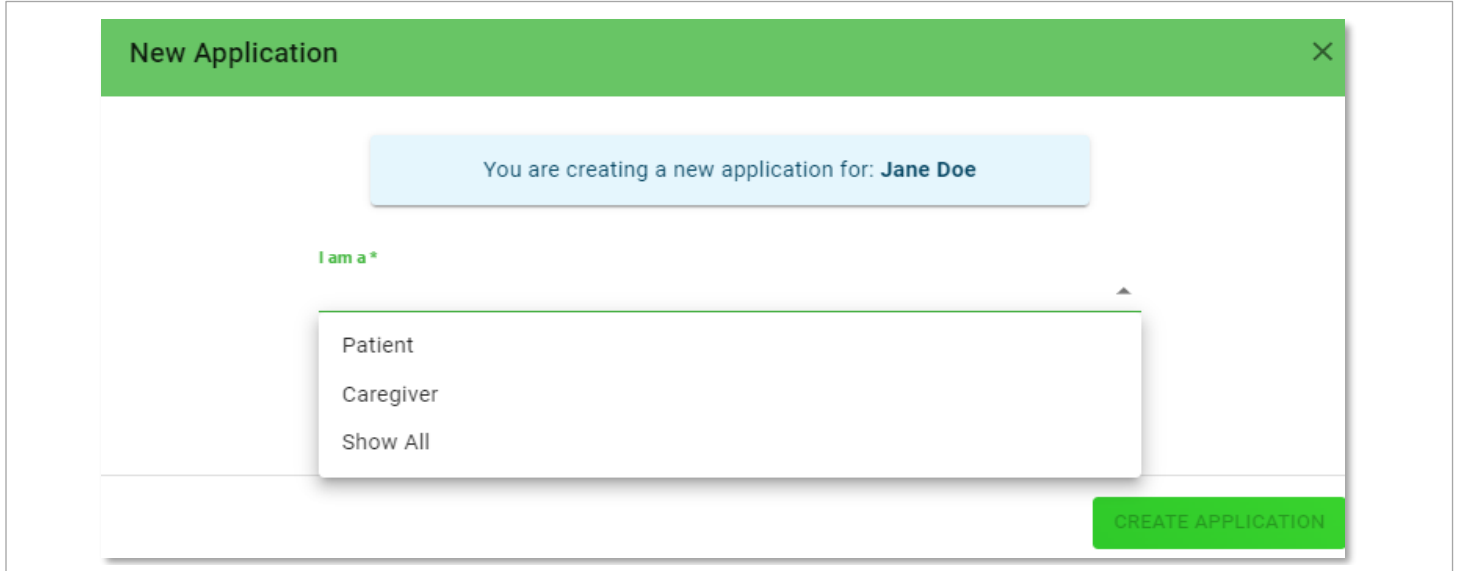 New Application
You are creating a new application for: Jane Doe
I am a *
Patient
Caregiver
Show All
CREATE APPLICATION